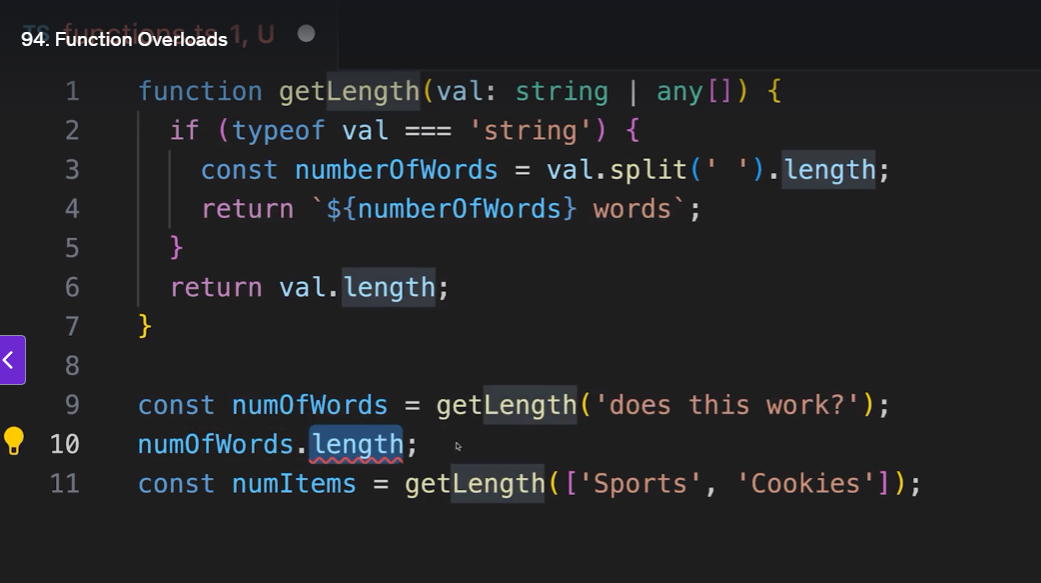 TS functions.ts 1, U
94. Function Overloads
1 function getLength(val: string | any[]) {
2 if (typeof val === 'string') {
3 const numberOfWords = val.split(' ').length;
4 return `${numberOfWords} words`;
5 }
6 return val.length;
7 }
8
9 const numOfWords = getLength('does this work?');
10 numOfWords.length;
11 const numItems = getLength(['Sports', 'Cookies']);